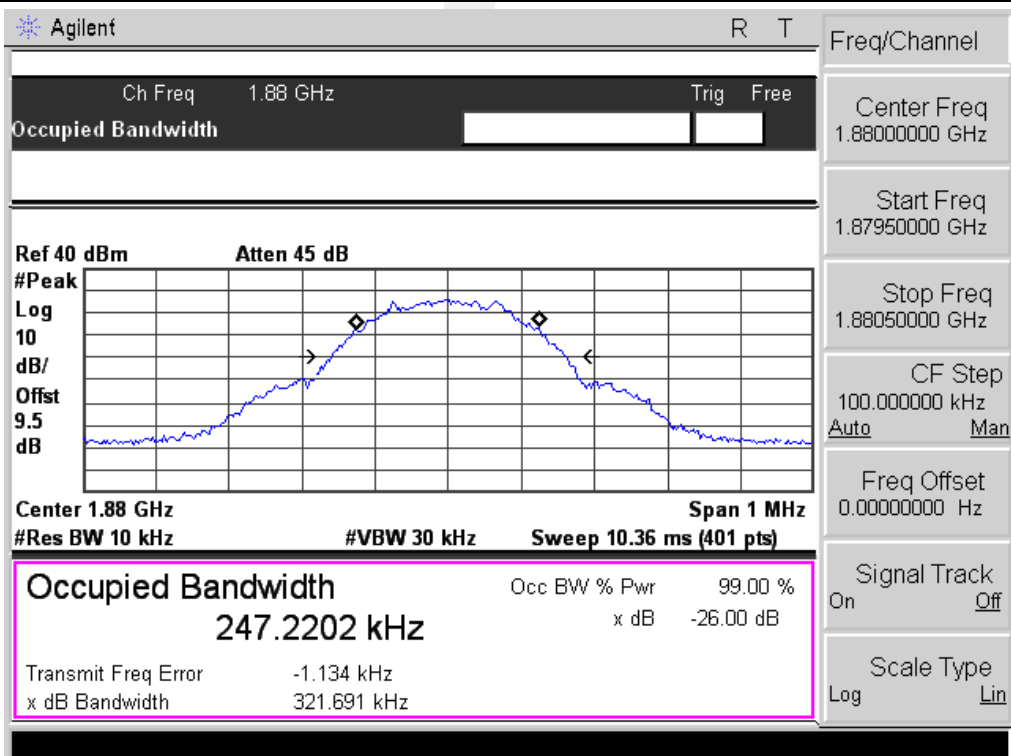 Agilent R T
Ch Freq 1.88 GHz Trig Free
Occupied Bandwidth
Ref 40 dBm Atten 45 dB
#Peak
Log
10
dB/
Offst
9.5
dB
Center 1.88 GHz Span 1 MHz
#Res BW 10 kHz #VBW 30 kHz Sweep 10.36 ms (401 pts)
Occupied Bandwidth
247.2202 kHz
Occ BW % Pwr 99.00 %
x dB -26.00 dB
Transmit Freq Error -1.134 kHz
x dB Bandwidth 321.691 kHz
Freq/Channel
Center Freq
1.88000000 GHz
Start Freq
1.87950000 GHz
Stop Freq
1.88050000 GHz
CF Step
100.000000 kHz
Auto Man
Freq Offset
0.00000000 Hz
Signal Track
On Off
Scale Type
Log Lin